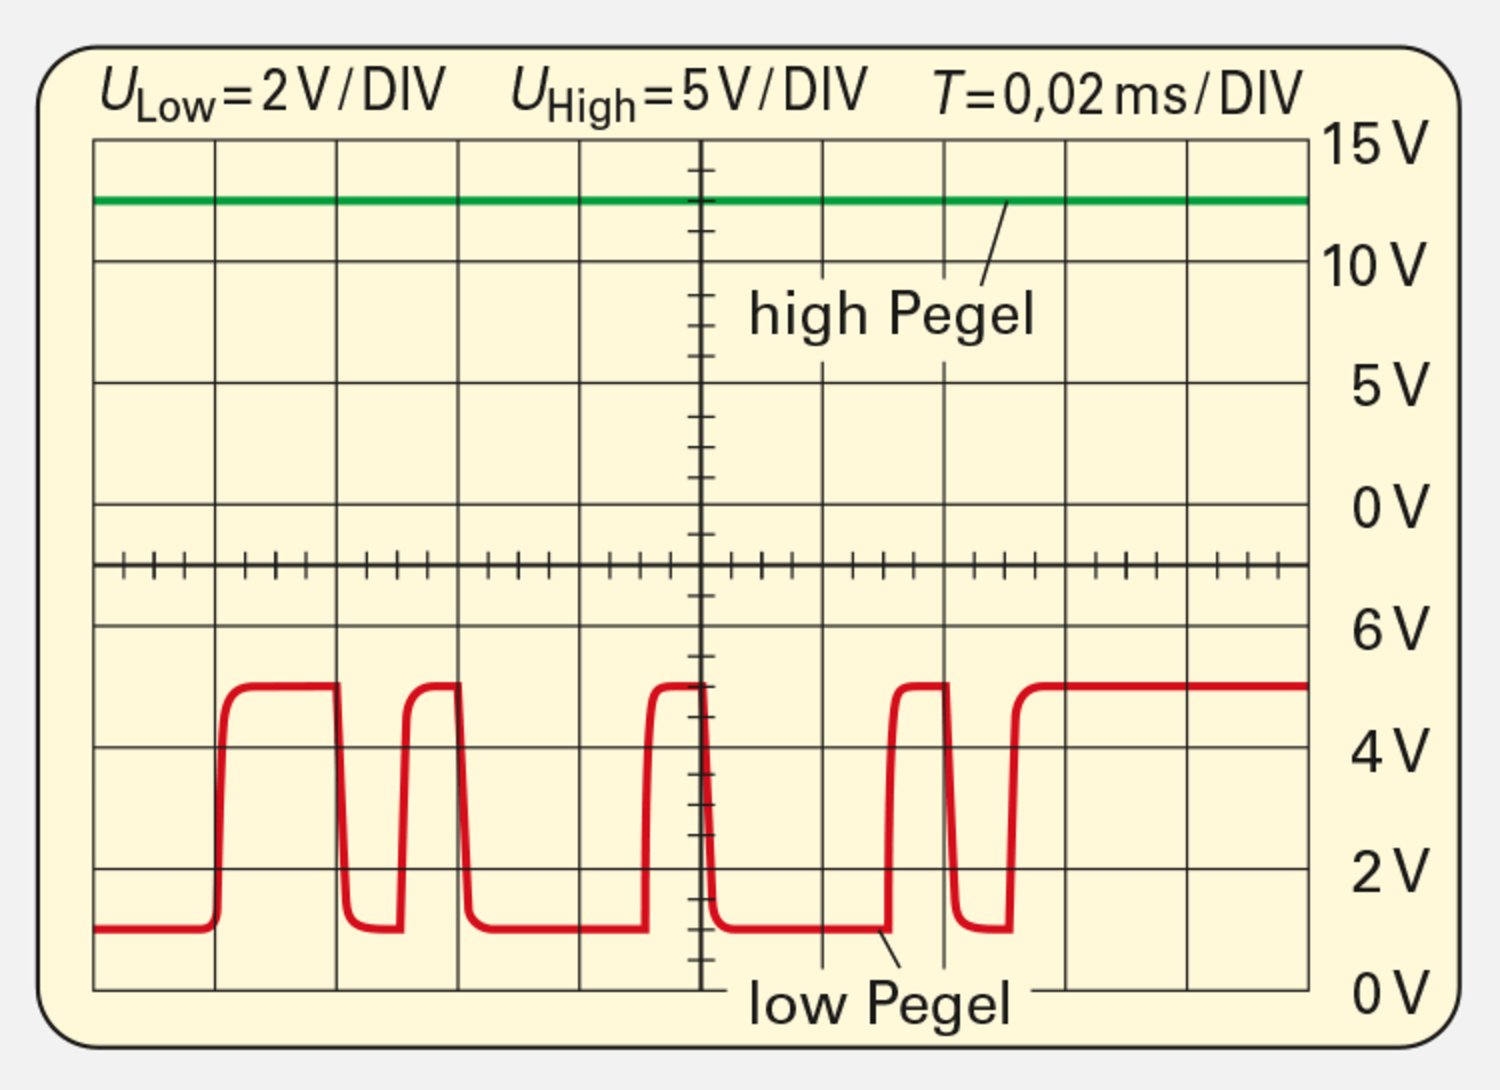 U_Low = 2 V/DIV U_High = 5 V/DIV T = 0,02 ms/DIV
15 V
10 V
high Pegel
5 V
0 V
6 V
4 V
2 V
0 V
low Pegel